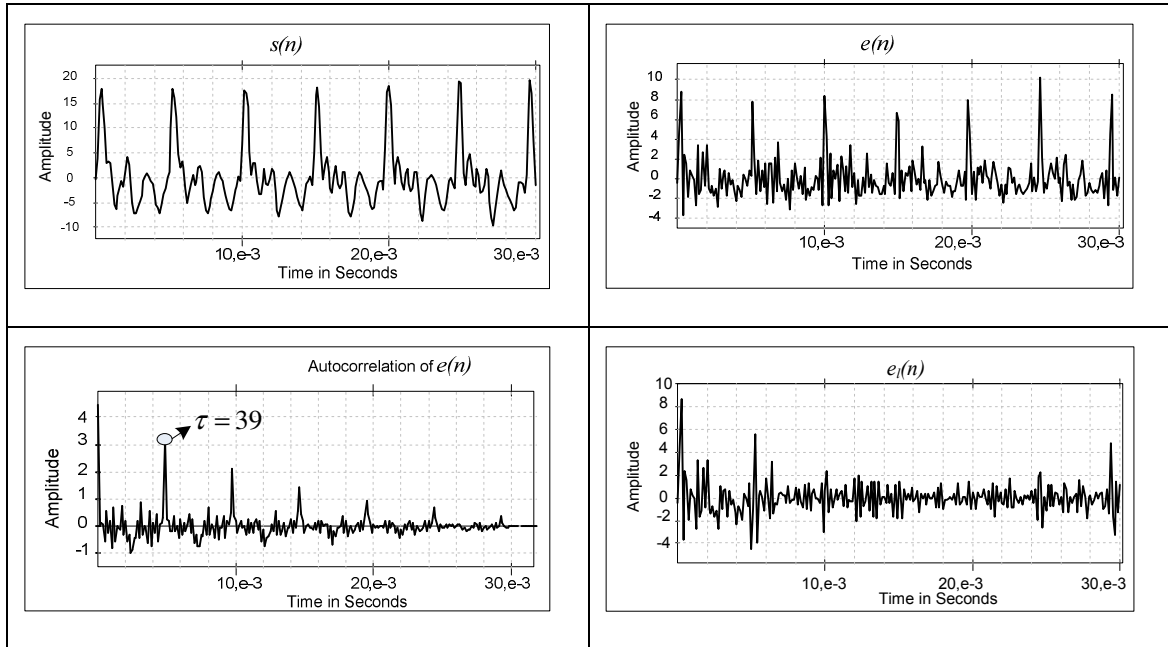 s(n)
20
15
10
5
0
-5
-10
Amplitude
10,e-3 20,e-3 30,e-3
Time in Seconds
e(n)
10
8
6
4
2
0
-2
-4
Amplitude
10,e-3 20,e-3 30,e-3
Time in Seconds
Autocorrelation of e(n)
τ = 39
4
3
2
1
0
-1
Amplitude
10,e-3 20,e-3 30,e-3
Time in Seconds
e_l(n)
10
8
6
4
2
0
-2
-4
Amplitude
10,e-3 20,e-3 30,e-3
Time in Seconds